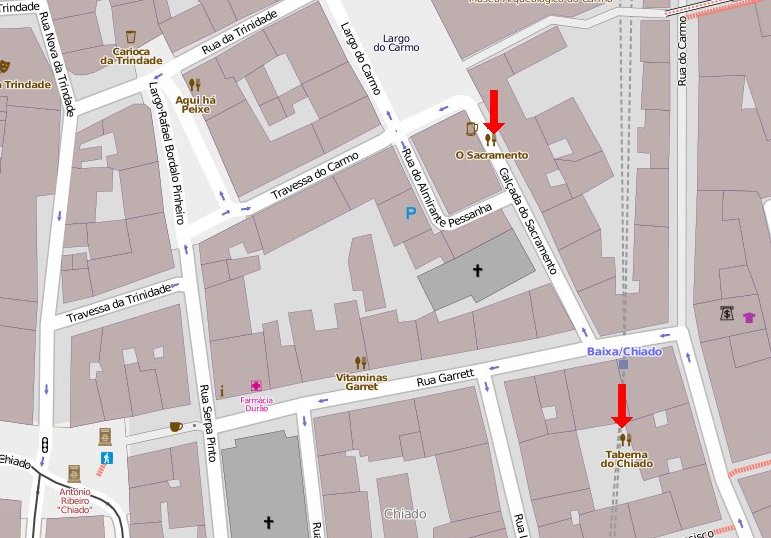 Trindade
Rua da Trindade
Rua Nova da Trindade
Carioca
da Trindade
a Trindade
Aqui há
Peixe
Largo Rafael Bordalo Pinheiro
Largo do Carmo
Largo
do Carmo
Rua do Carmo
O Sacramento
Travessa do Carmo
Rua do Almirante
Pessanha
Calçada do Sacramento
P
Travessa da Trindade
$
Baixa/Chiado
Vitaminas
Garret
Rua Garrett
i
Farmácia
Durão
Rua Serpa Pinto
Taberna
do Chiado
Chiado
António
Ribeiro
"Chiado"
Chiado
Rua
Rua